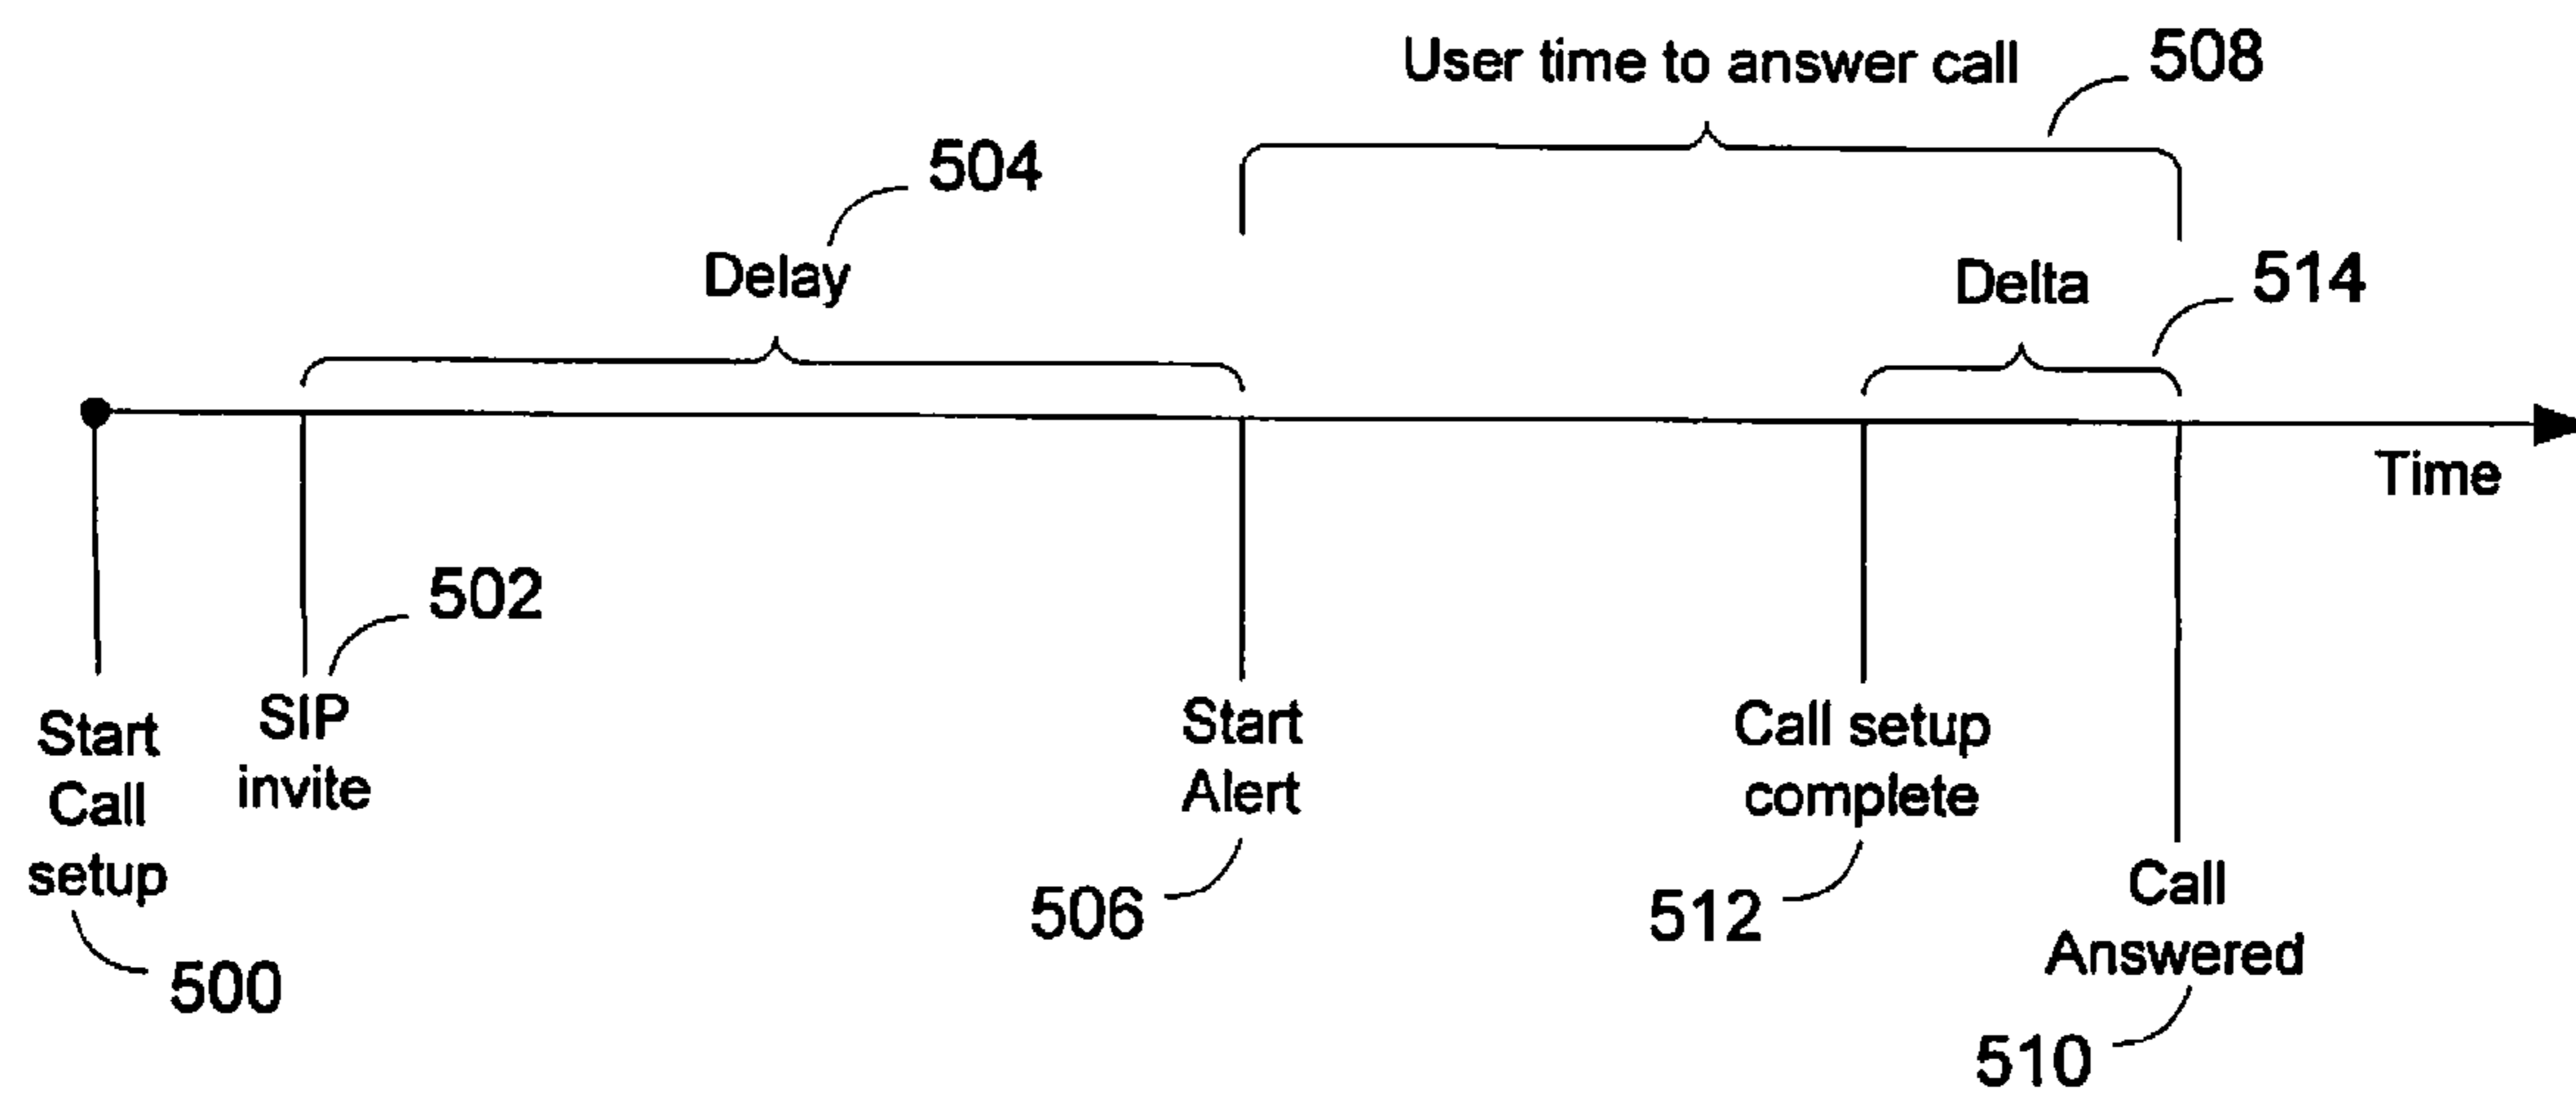 User time to answer call
508
504
Delay
Delta
514
Time
502
SIP
invite
Start
Call
setup
500
Start
Alert
506
Call setup
complete
512
Call
Answered
510